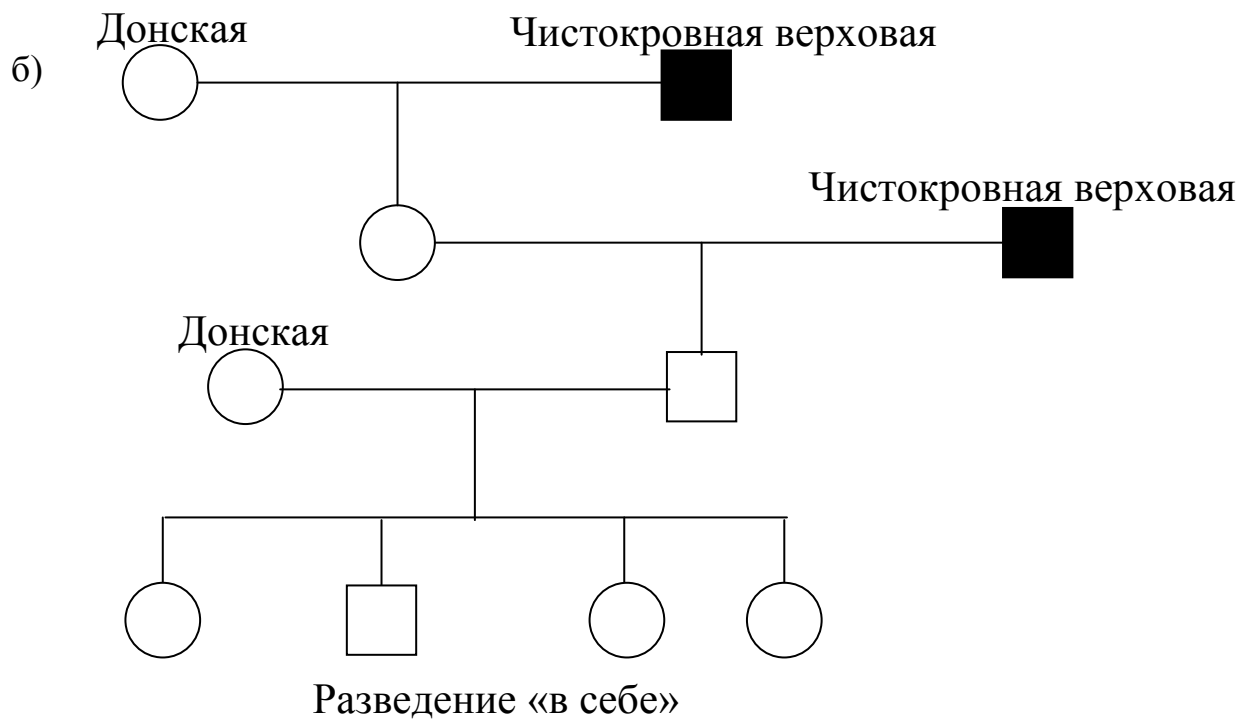 Донская
Чистокровная верховая
б)
Чистокровная верховая
Донская
Разведение «в себе»